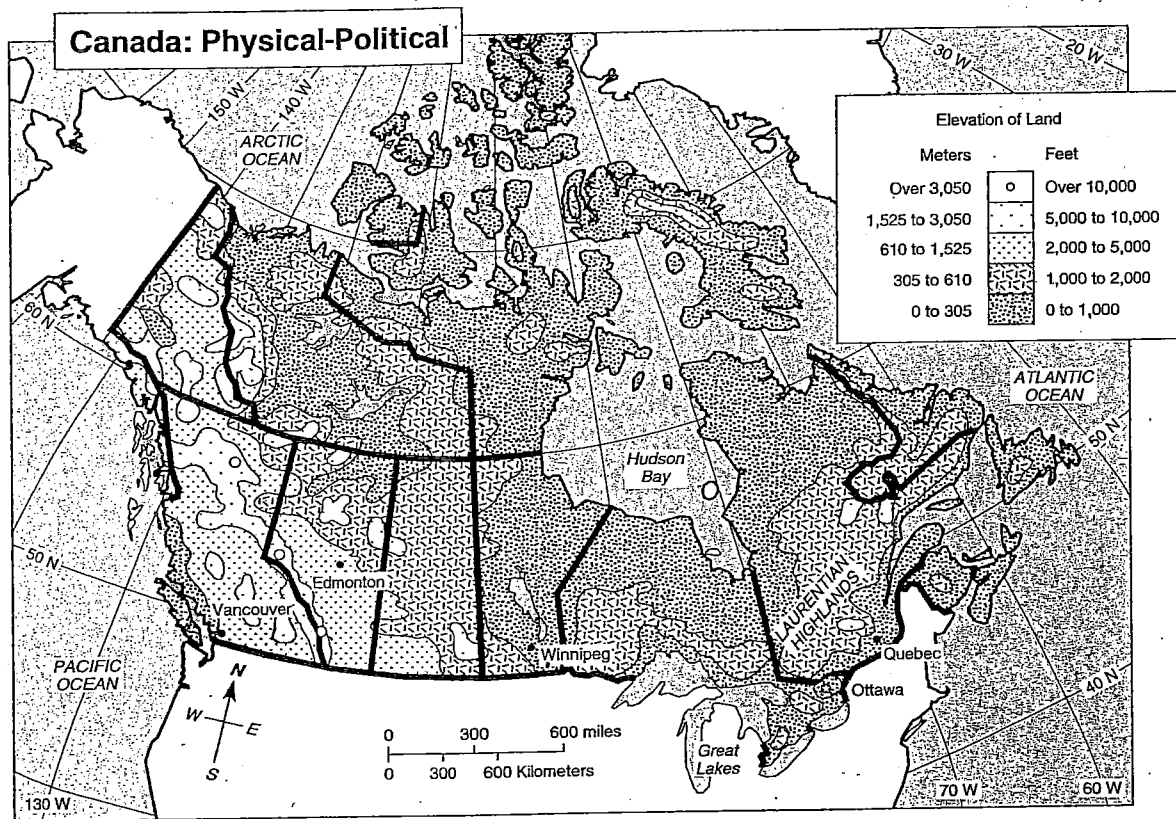 Canada: Physical-Political
150 W
140 W
30 W
20 W
ARCTIC
OCEAN
Elevation of Land
Meters
Feet
Over 3,050
Over 10,000
1,525 to 3,050
5,000 to 10,000
610 to 1,525
2,000 to 5,000
305 to 610
1,000 to 2,000
0 to 305
0 to 1,000
60 N
ATLANTIC
OCEAN
50 N
Hudson
Bay
50 N
Edmonton
Vancouver
LAURENTIAN
HIGHLANDS
Winnipeg
Quebec
PACIFIC
OCEAN
Ottawa
40 N
N
W
E
S
0 300 600 miles
0 300 600 Kilometers
Great
Lakes
130 W
70 W
60 W